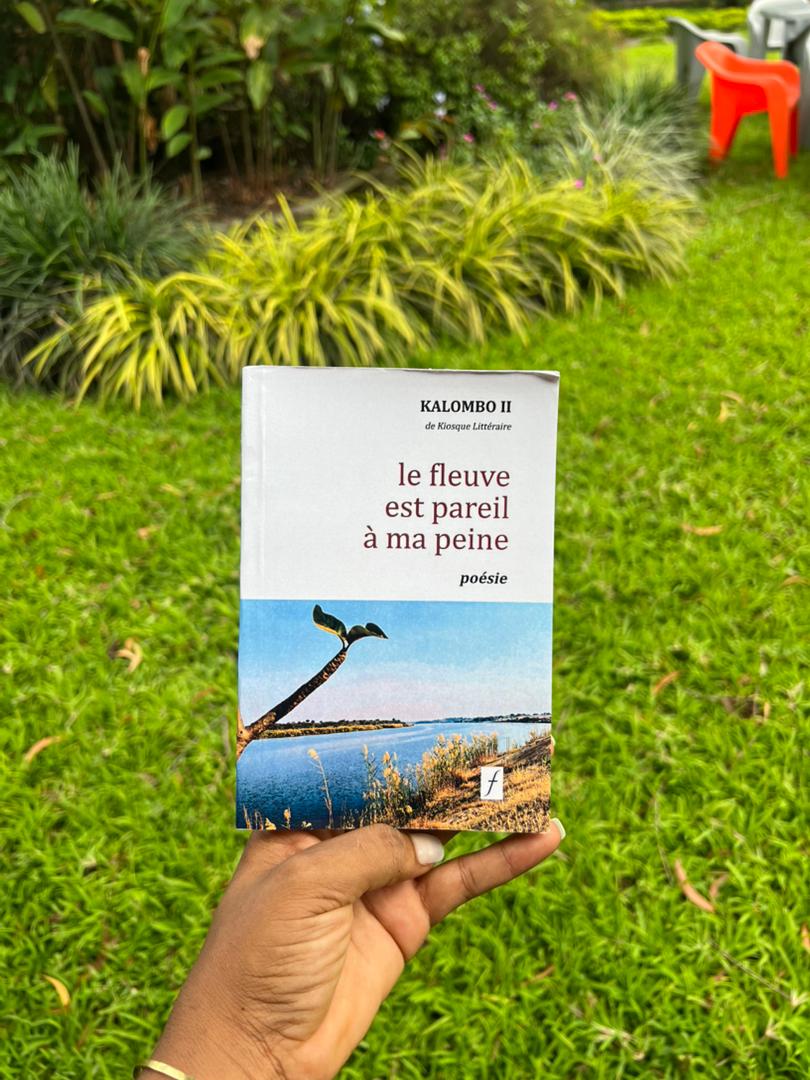 KALOMBO II
de Kiosque Littéraire
le fleuve
est pareil
à ma peine
poésie
f